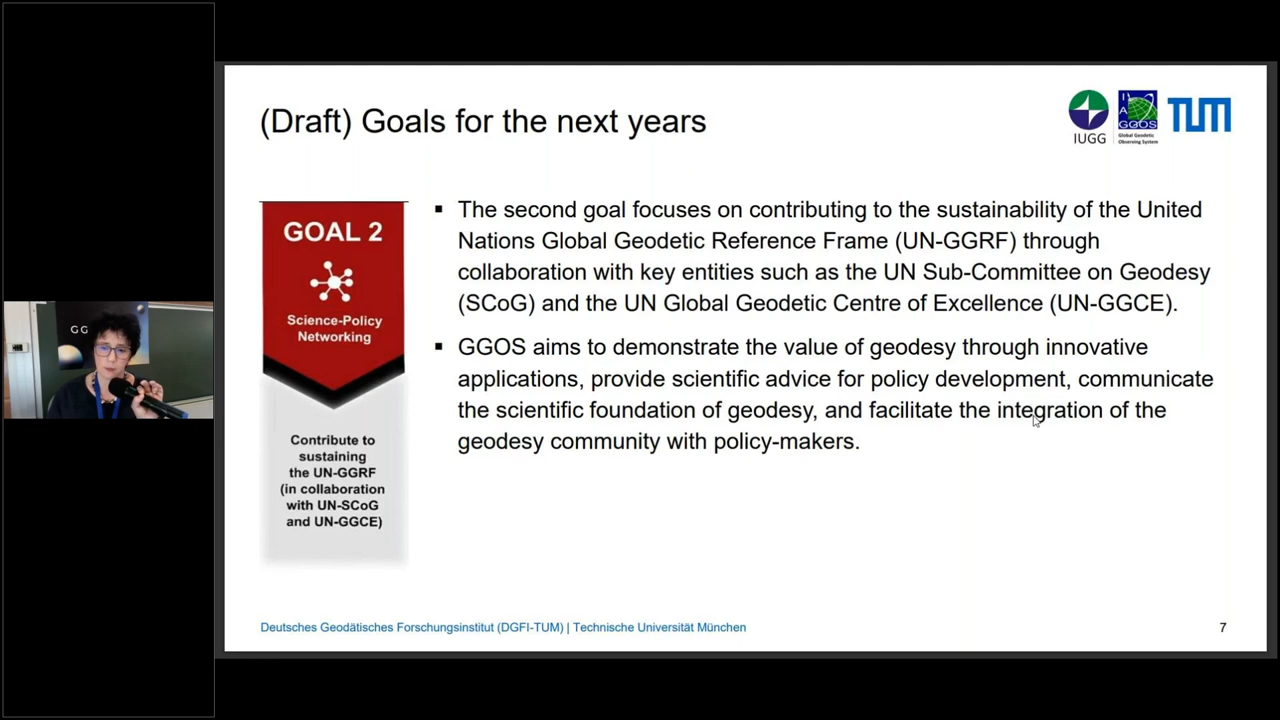 (Draft) Goals for the next years
IUGG
I
A
GGOS
Global Geodetic
Observing System
TUM
GOAL 2
Science-Policy
Networking
Contribute to
sustaining
the UN-GGRF
(in collaboration
with UN-SCoG
and UN-GGCE)
▪ The second goal focuses on contributing to the sustainability of the United
Nations Global Geodetic Reference Frame (UN-GGRF) through
collaboration with key entities such as the UN Sub-Committee on Geodesy
(SCoG) and the UN Global Geodetic Centre of Excellence (UN-GGCE).
▪ GGOS aims to demonstrate the value of geodesy through innovative
applications, provide scientific advice for policy development, communicate
the scientific foundation of geodesy, and facilitate the integration of the
geodesy community with policy-makers.
GG
Deutsches Geodätisches Forschungsinstitut (DGFI-TUM) | Technische Universität München
7